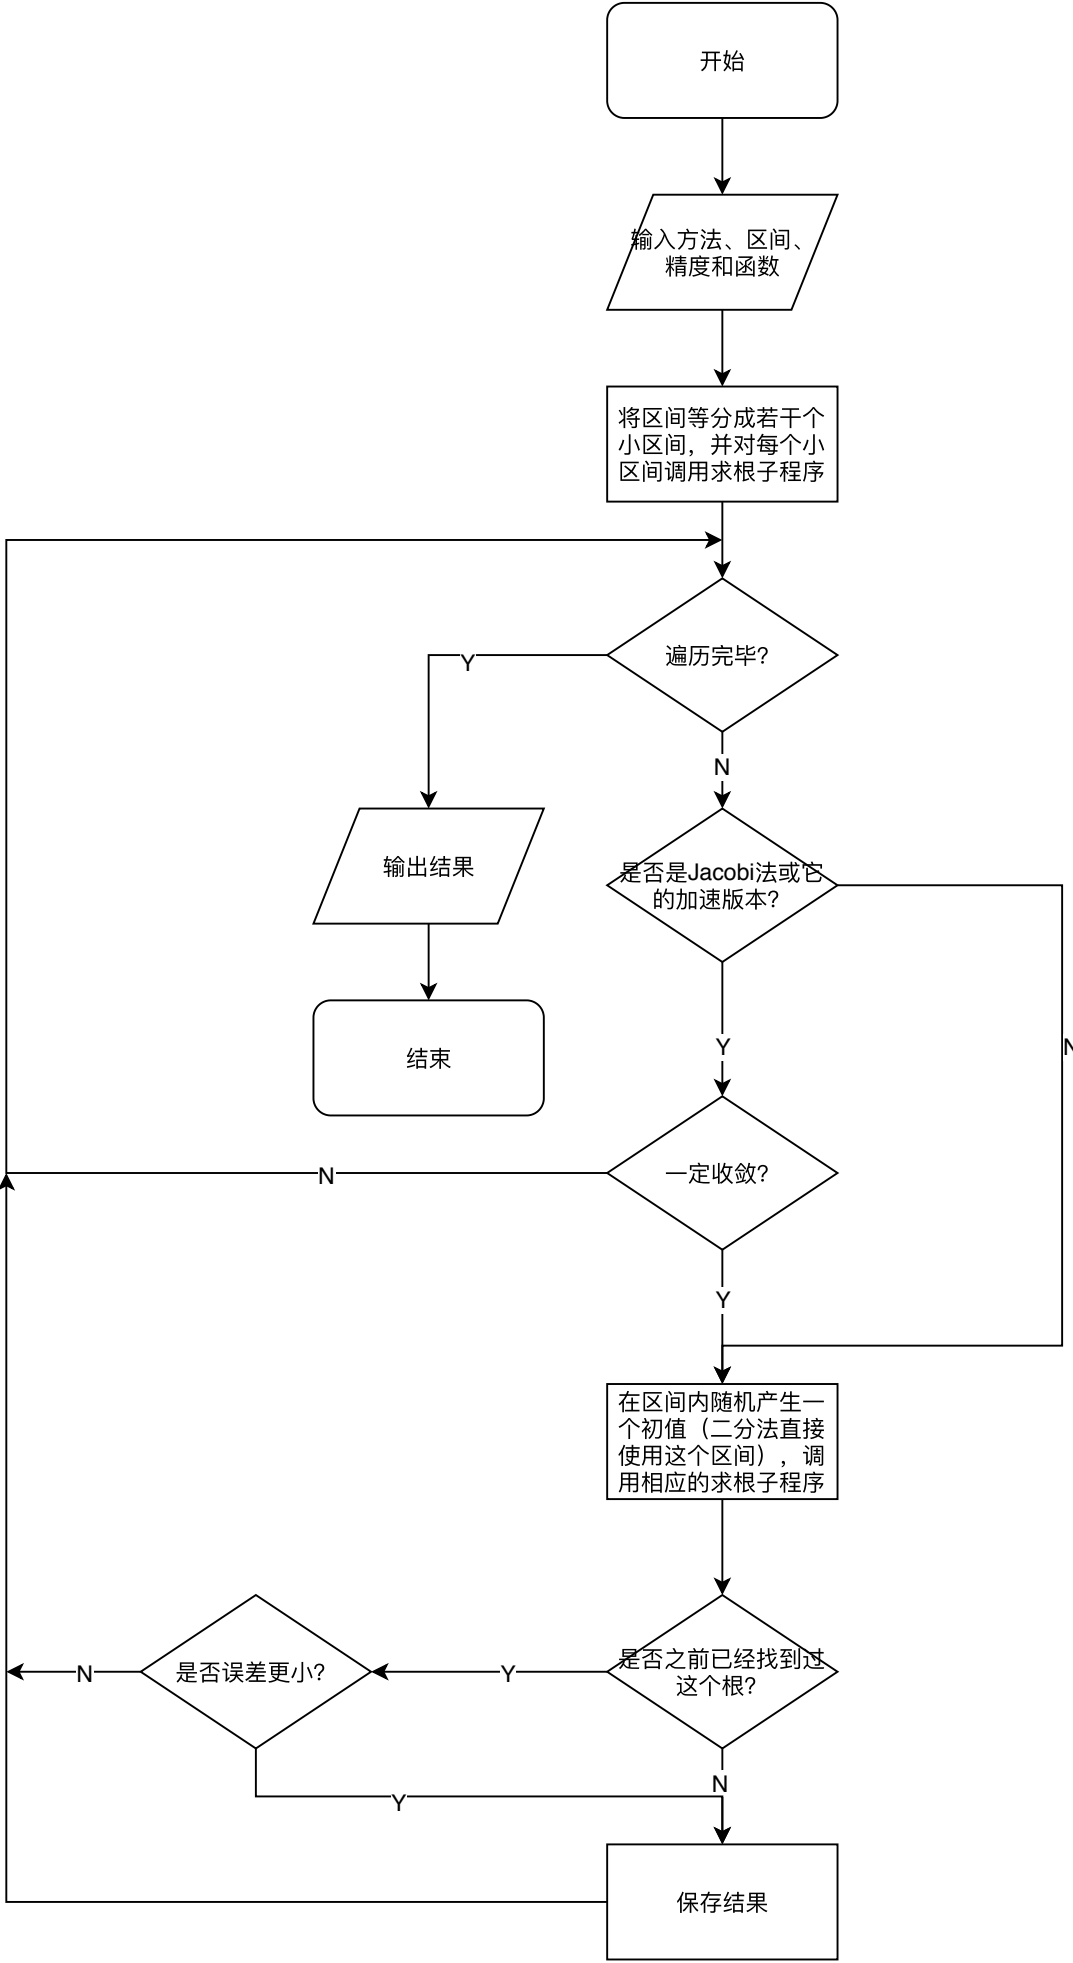 开始
输入方法、区间、
精度和函数
将区间等分成若干个
小区间，并对每个小
区间调用求根子程序
遍历完毕？
Y
N
输出结果
是否是Jacobi法或它
的加速版本？
N
Y
结束
一定收敛？
N
Y
在区间内随机产生一
个初值（二分法直接
使用这个区间），调
用相应的求根子程序
是否之前已经找到过
这个根？
Y
是否误差更小？
N
N
Y
保存结果